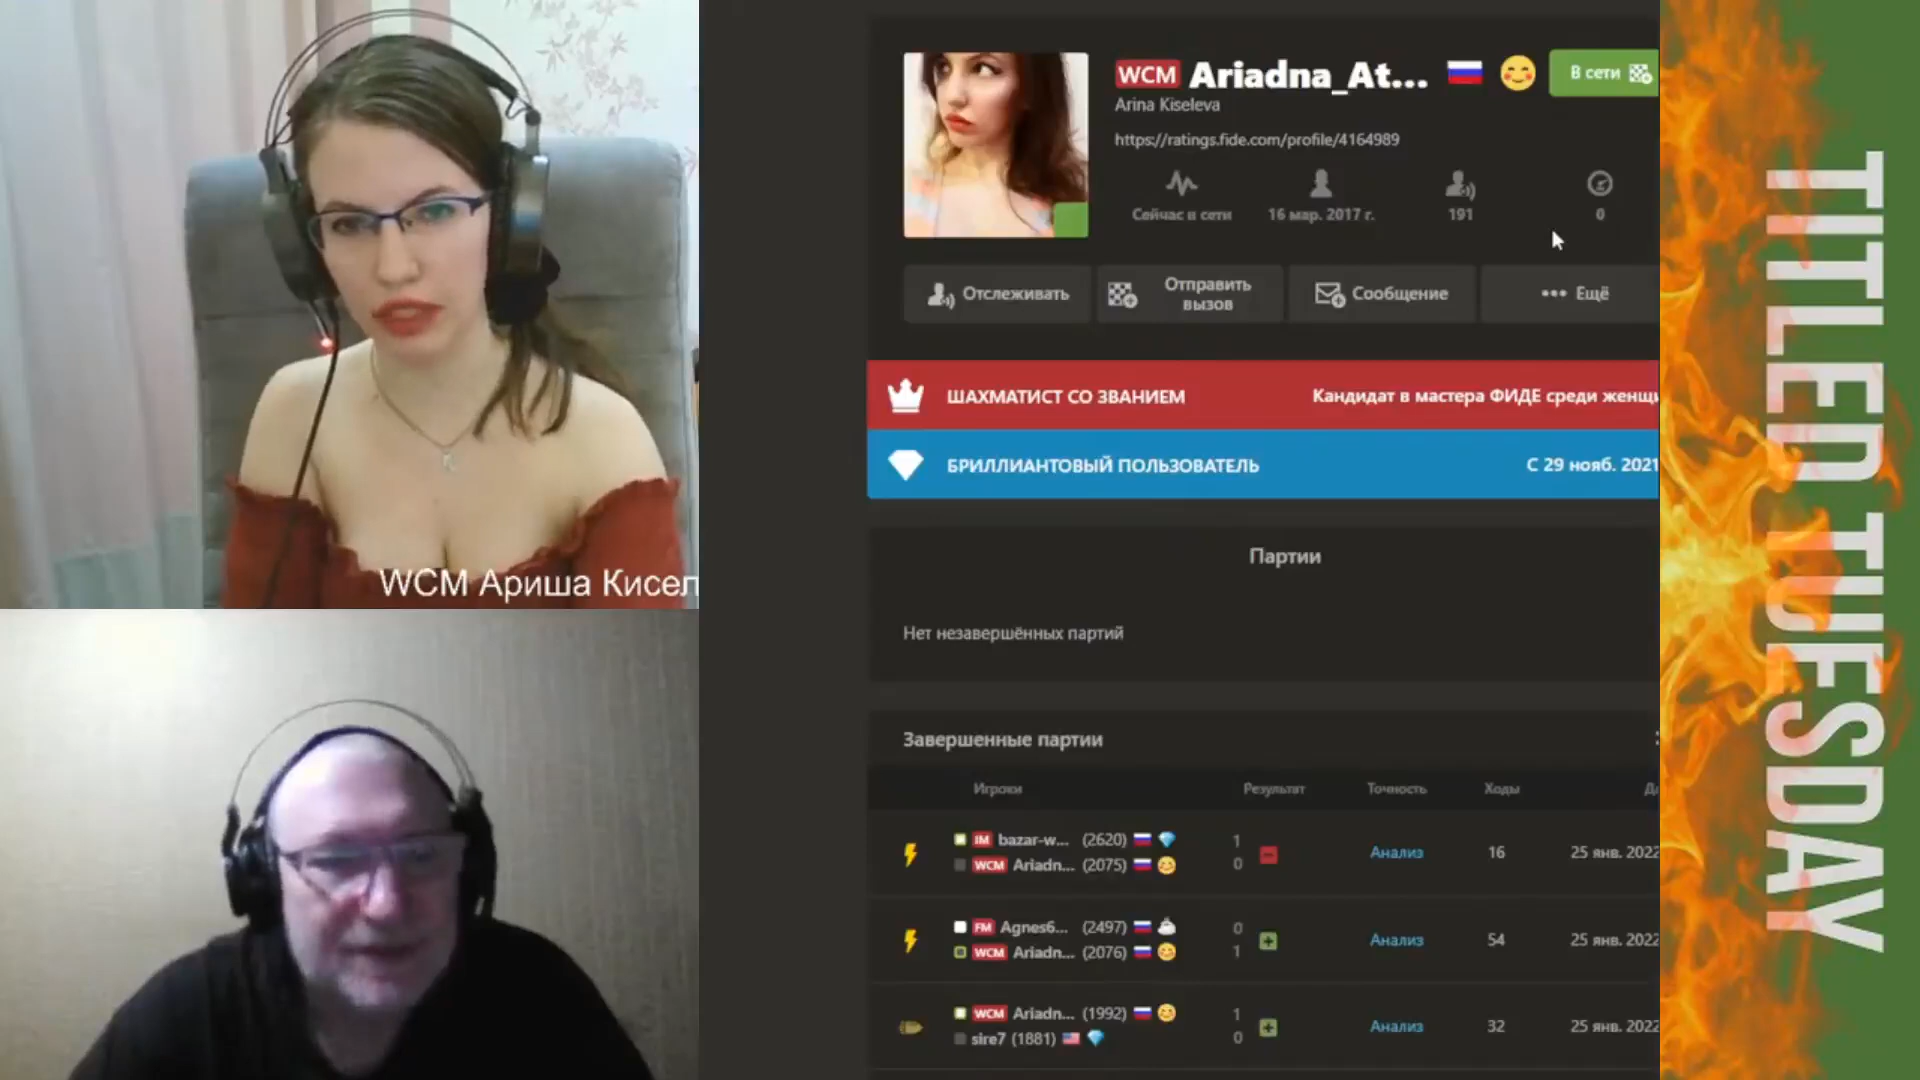 WCM Ariadna_At...
В сети
Arina Kiseleva
https://ratings.fide.com/profile/4164989
Сейчас в сети
16 мар. 2017 г.
191
0
Отслеживать
Отправить вызов
Сообщение
Ещё
ШАХМАТИСТ СО ЗВАНИЕМ
Кандидат в мастера ФИДЕ среди женщи
БРИЛЛИАНТОВЫЙ ПОЛЬЗОВАТЕЛЬ
С 29 нояб. 2021
Партии
WCM Ариша Кисел
Нет незавершённых партий
Завершенные партии
Игроки Результат Точность Ходы
IM bazar-w... (2620) 1
WCM Ariadn... (2075) 0
Анализ 16 25 янв. 2022
FM Agnes6... (2497) 0
WCM Ariadn... (2076) 1
Анализ 54 25 янв. 2022
WCM Ariadn... (1992) 1
sire7 (1881) 0
Анализ 32 25 янв. 2022
TITLED TUESDAY